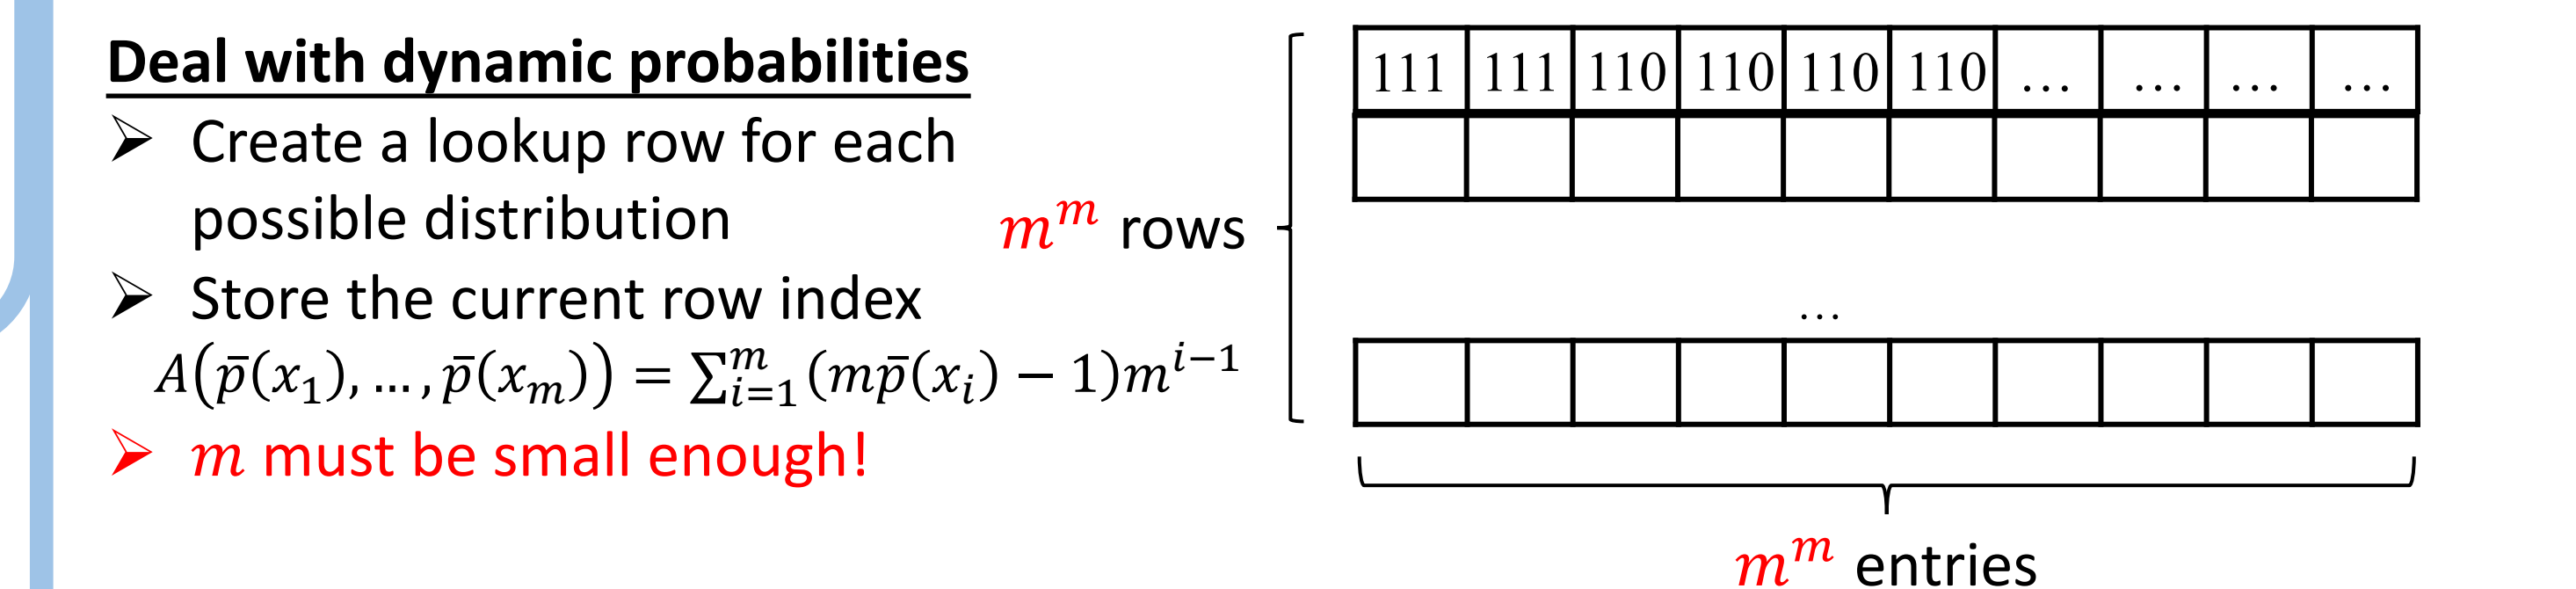 Deal with dynamic probabilities
➢ Create a lookup row for each
possible distribution
➢ Store the current row index
A(p̄(x₁), … , p̄(xₘ)) = ∑ᵢ₌₁ᵐ (mp̄(xᵢ) − 1)mⁱ⁻¹
➢ m must be small enough!
mᵐ rows
111 111 110 110 110 110 … … … …
…
mᵐ entries